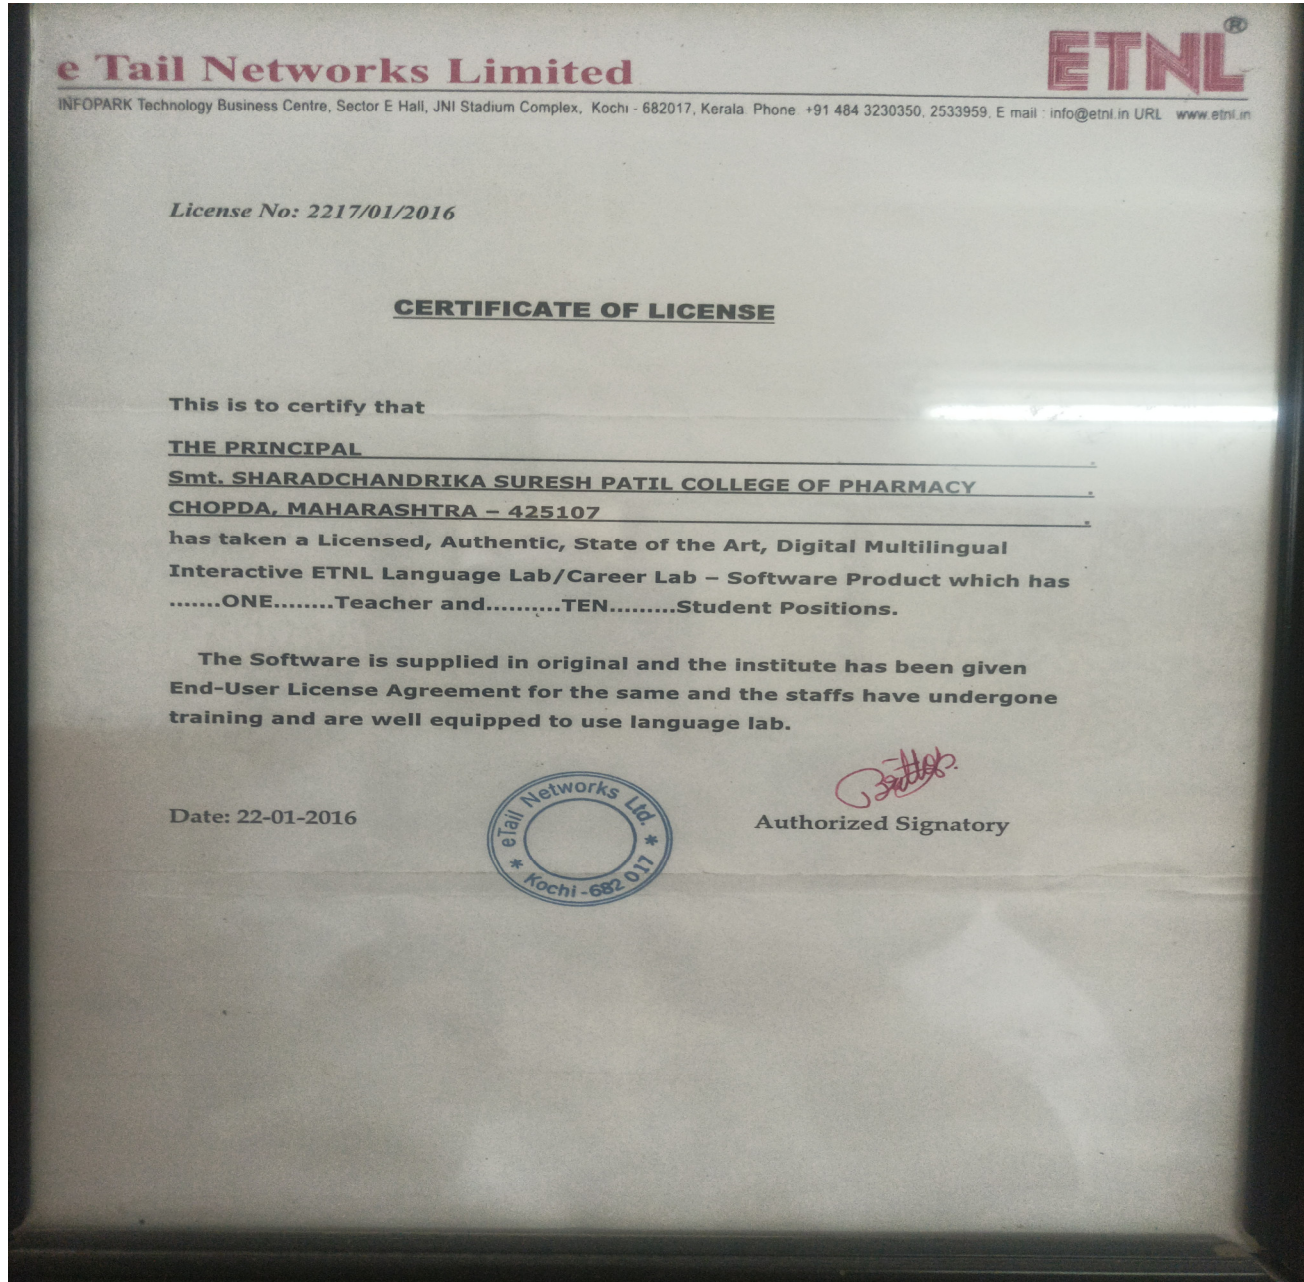 e Tail Networks Limited
ETNL®
INFOPARK Technology Business Centre, Sector E Hall, JNI Stadium Complex, Kochi - 682017, Kerala. Phone +91 484 3230350, 2533959, E mail : info@etnl.in URL www.etnl.in
License No: 2217/01/2016
CERTIFICATE OF LICENSE
This is to certify that
THE PRINCIPAL .
Smt. SHARADCHANDRIKA SURESH PATIL COLLEGE OF PHARMACY .
CHOPDA, MAHARASHTRA – 425107 .
has taken a Licensed, Authentic, State of the Art, Digital Multilingual
Interactive ETNL Language Lab/Career Lab – Software Product which has
.......ONE........Teacher and..........TEN.........Student Positions.
The Software is supplied in original and the institute has been given
End-User License Agreement for the same and the staffs have undergone
training and are well equipped to use language lab.
Date: 22-01-2016
eTail Networks Ltd.
* Kochi - 682 017 *
Authorized Signatory